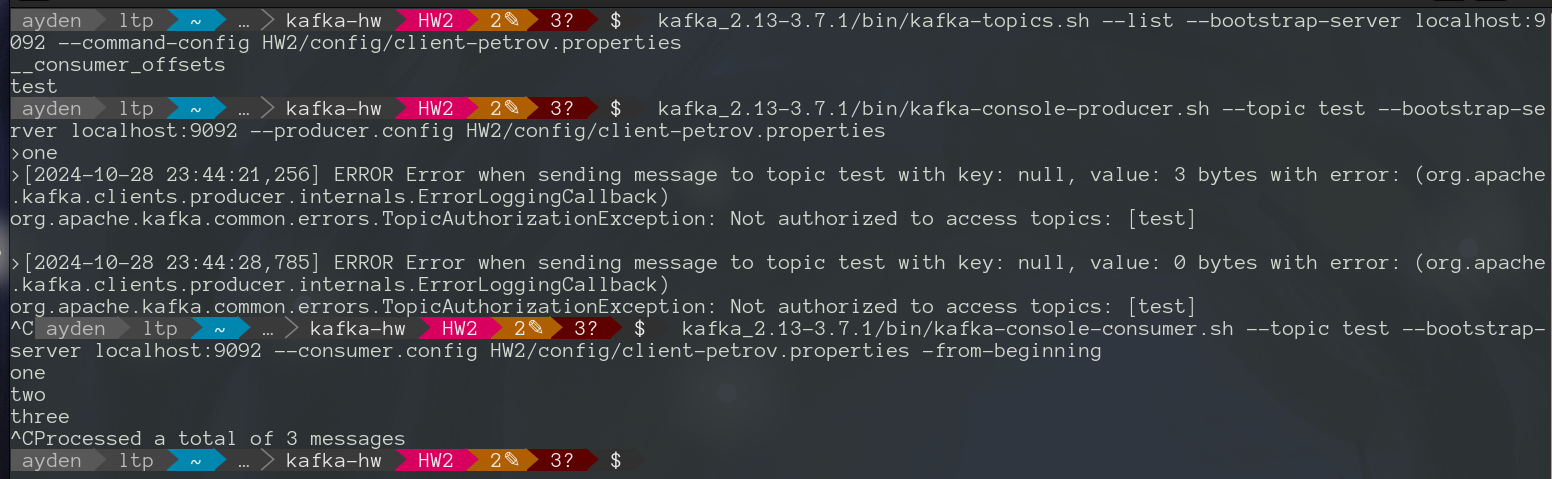 ayden ltp ~ … kafka-hw HW2 2✎ 3? $ kafka_2.13-3.7.1/bin/kafka-topics.sh --list --bootstrap-server localhost:9
092 --command-config HW2/config/client-petrov.properties
__consumer_offsets
test
ayden ltp ~ … kafka-hw HW2 2✎ 3? $ kafka_2.13-3.7.1/bin/kafka-console-producer.sh --topic test --bootstrap-se
rver localhost:9092 --producer.config HW2/config/client-petrov.properties
>one
>[2024-10-28 23:44:21,256] ERROR Error when sending message to topic test with key: null, value: 3 bytes with error: (org.apache
.kafka.clients.producer.internals.ErrorLoggingCallback)
org.apache.kafka.common.errors.TopicAuthorizationException: Not authorized to access topics: [test]
>[2024-10-28 23:44:28,785] ERROR Error when sending message to topic test with key: null, value: 0 bytes with error: (org.apache
.kafka.clients.producer.internals.ErrorLoggingCallback)
org.apache.kafka.common.errors.TopicAuthorizationException: Not authorized to access topics: [test]
^C ayden ltp ~ … kafka-hw HW2 2✎ 3? $ kafka_2.13-3.7.1/bin/kafka-console-consumer.sh --topic test --bootstrap-
server localhost:9092 --consumer.config HW2/config/client-petrov.properties -from-beginning
one
two
three
^CProcessed a total of 3 messages
ayden ltp ~ … kafka-hw HW2 2✎ 3? $